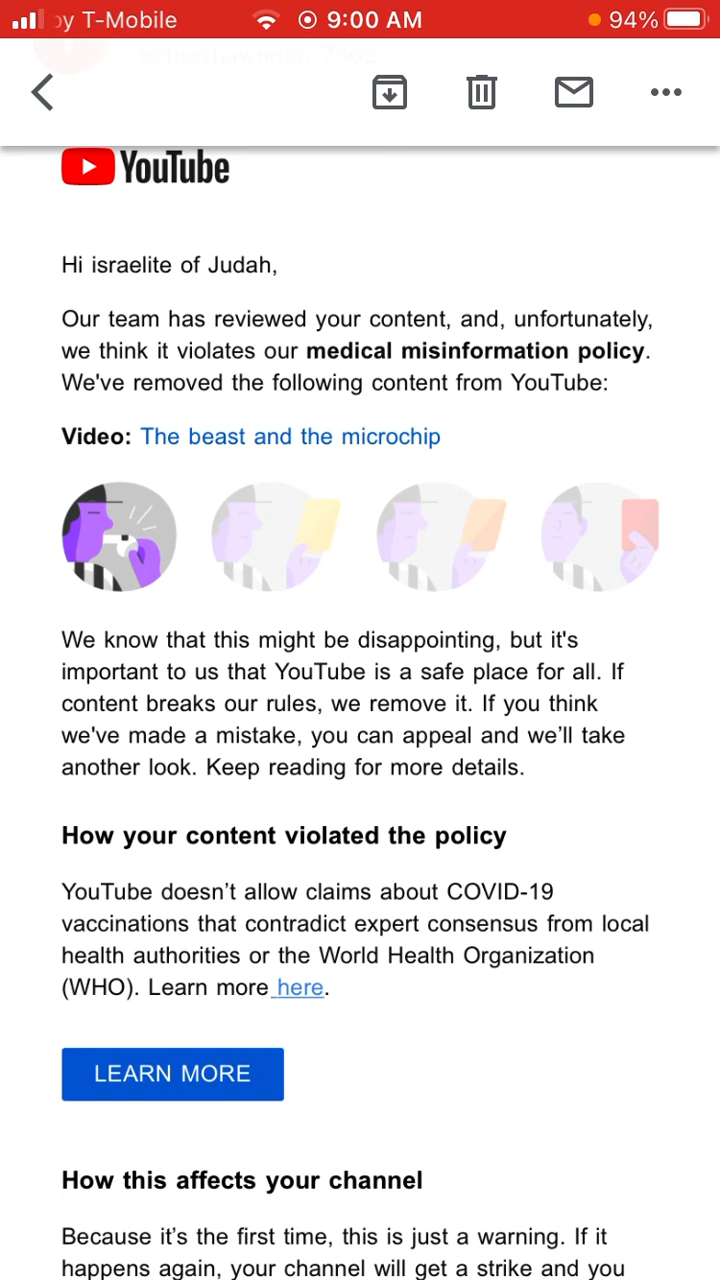 by T-Mobile 9:00 AM 94%
YouTube
Hi israelite of Judah,
Our team has reviewed your content, and, unfortunately,
we think it violates our medical misinformation policy.
We've removed the following content from YouTube:
Video: The beast and the microchip
We know that this might be disappointing, but it's
important to us that YouTube is a safe place for all. If
content breaks our rules, we remove it. If you think
we've made a mistake, you can appeal and we’ll take
another look. Keep reading for more details.
How your content violated the policy
YouTube doesn’t allow claims about COVID-19
vaccinations that contradict expert consensus from local
health authorities or the World Health Organization
(WHO). Learn more here.
LEARN MORE
How this affects your channel
Because it’s the first time, this is just a warning. If it
happens again, your channel will get a strike and you